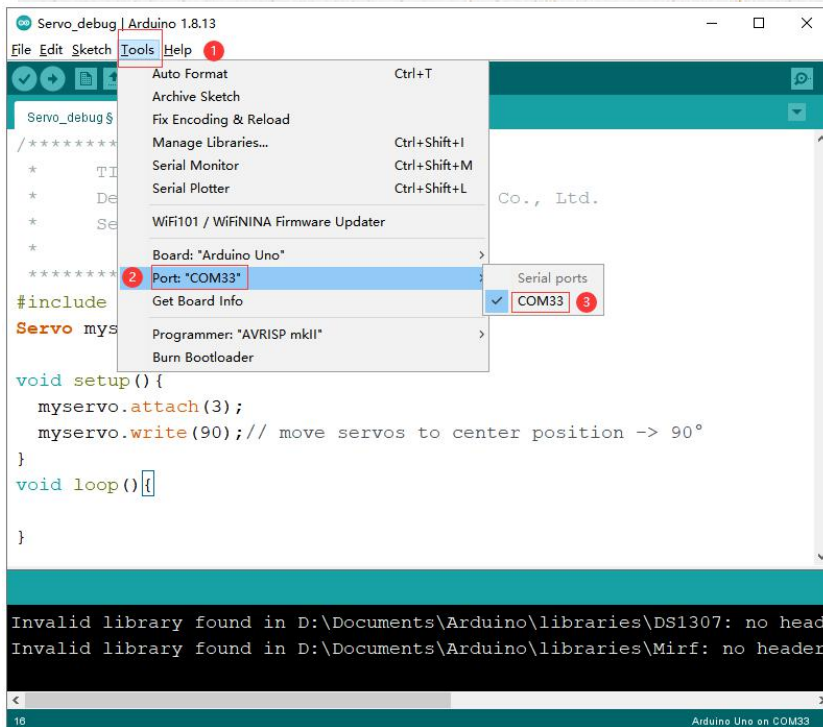 Servo_debug | Arduino 1.8.13
File Edit Sketch Tools Help 1
Auto Format Ctrl+T
Archive Sketch
Servo_debug §
Fix Encoding & Reload
/********
Manage Libraries... Ctrl+Shift+I
* TI
Serial Monitor Ctrl+Shift+M
* De
Serial Plotter Ctrl+Shift+L
Co., Ltd.
* Se
WiFi101 / WiFiNINA Firmware Updater
*
Board: "Arduino Uno"
********
2 Port: "COM33"
Serial ports
#include
Get Board Info
COM33 3
Servo mys
Programmer: "AVRISP mkII"
Burn Bootloader
void setup(){
myservo.attach(3);
myservo.write(90);// move servos to center position -> 90°
}
void loop(){
}
Invalid library found in D:\Documents\Arduino\libraries\DS1307: no head
Invalid library found in D:\Documents\Arduino\libraries\Mirf: no header
16 Arduino Uno on COM33